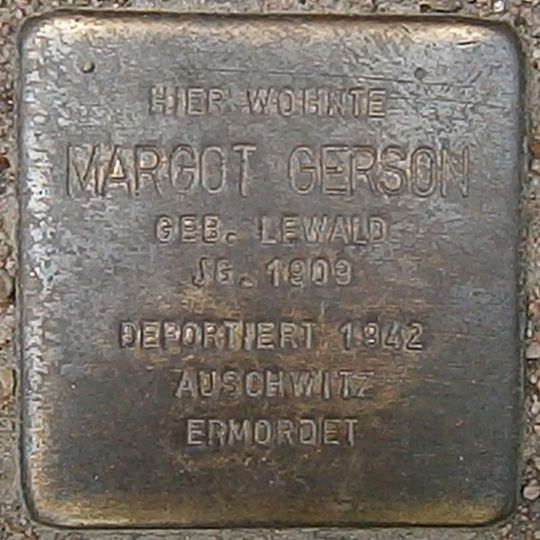 HIER WOHNTE
MARGOT GERSON
GEB. LEWALD
JG. 1909
DEPORTIERT 1942
AUSCHWITZ
ERMORDET